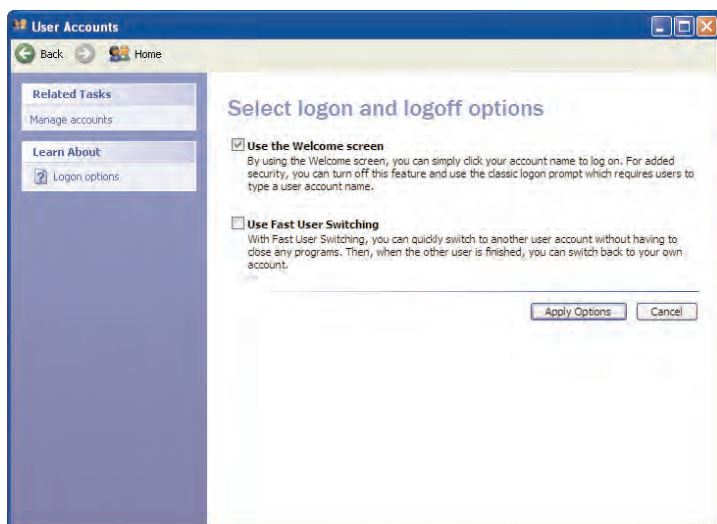 User Accounts
Back
Home
Related Tasks
Manage accounts
Learn About
Logon options
Select logon and logoff options
Use the Welcome screen
By using the Welcome screen, you can simply click your account name to log on. For added
security, you can turn off this feature and use the classic logon prompt which requires users to
type a user account name.
Use Fast User Switching
With Fast User Switching, you can quickly switch to another user account without having to
close any programs. Then, when the other user is finished, you can switch back to your own
account.
Apply Options
Cancel